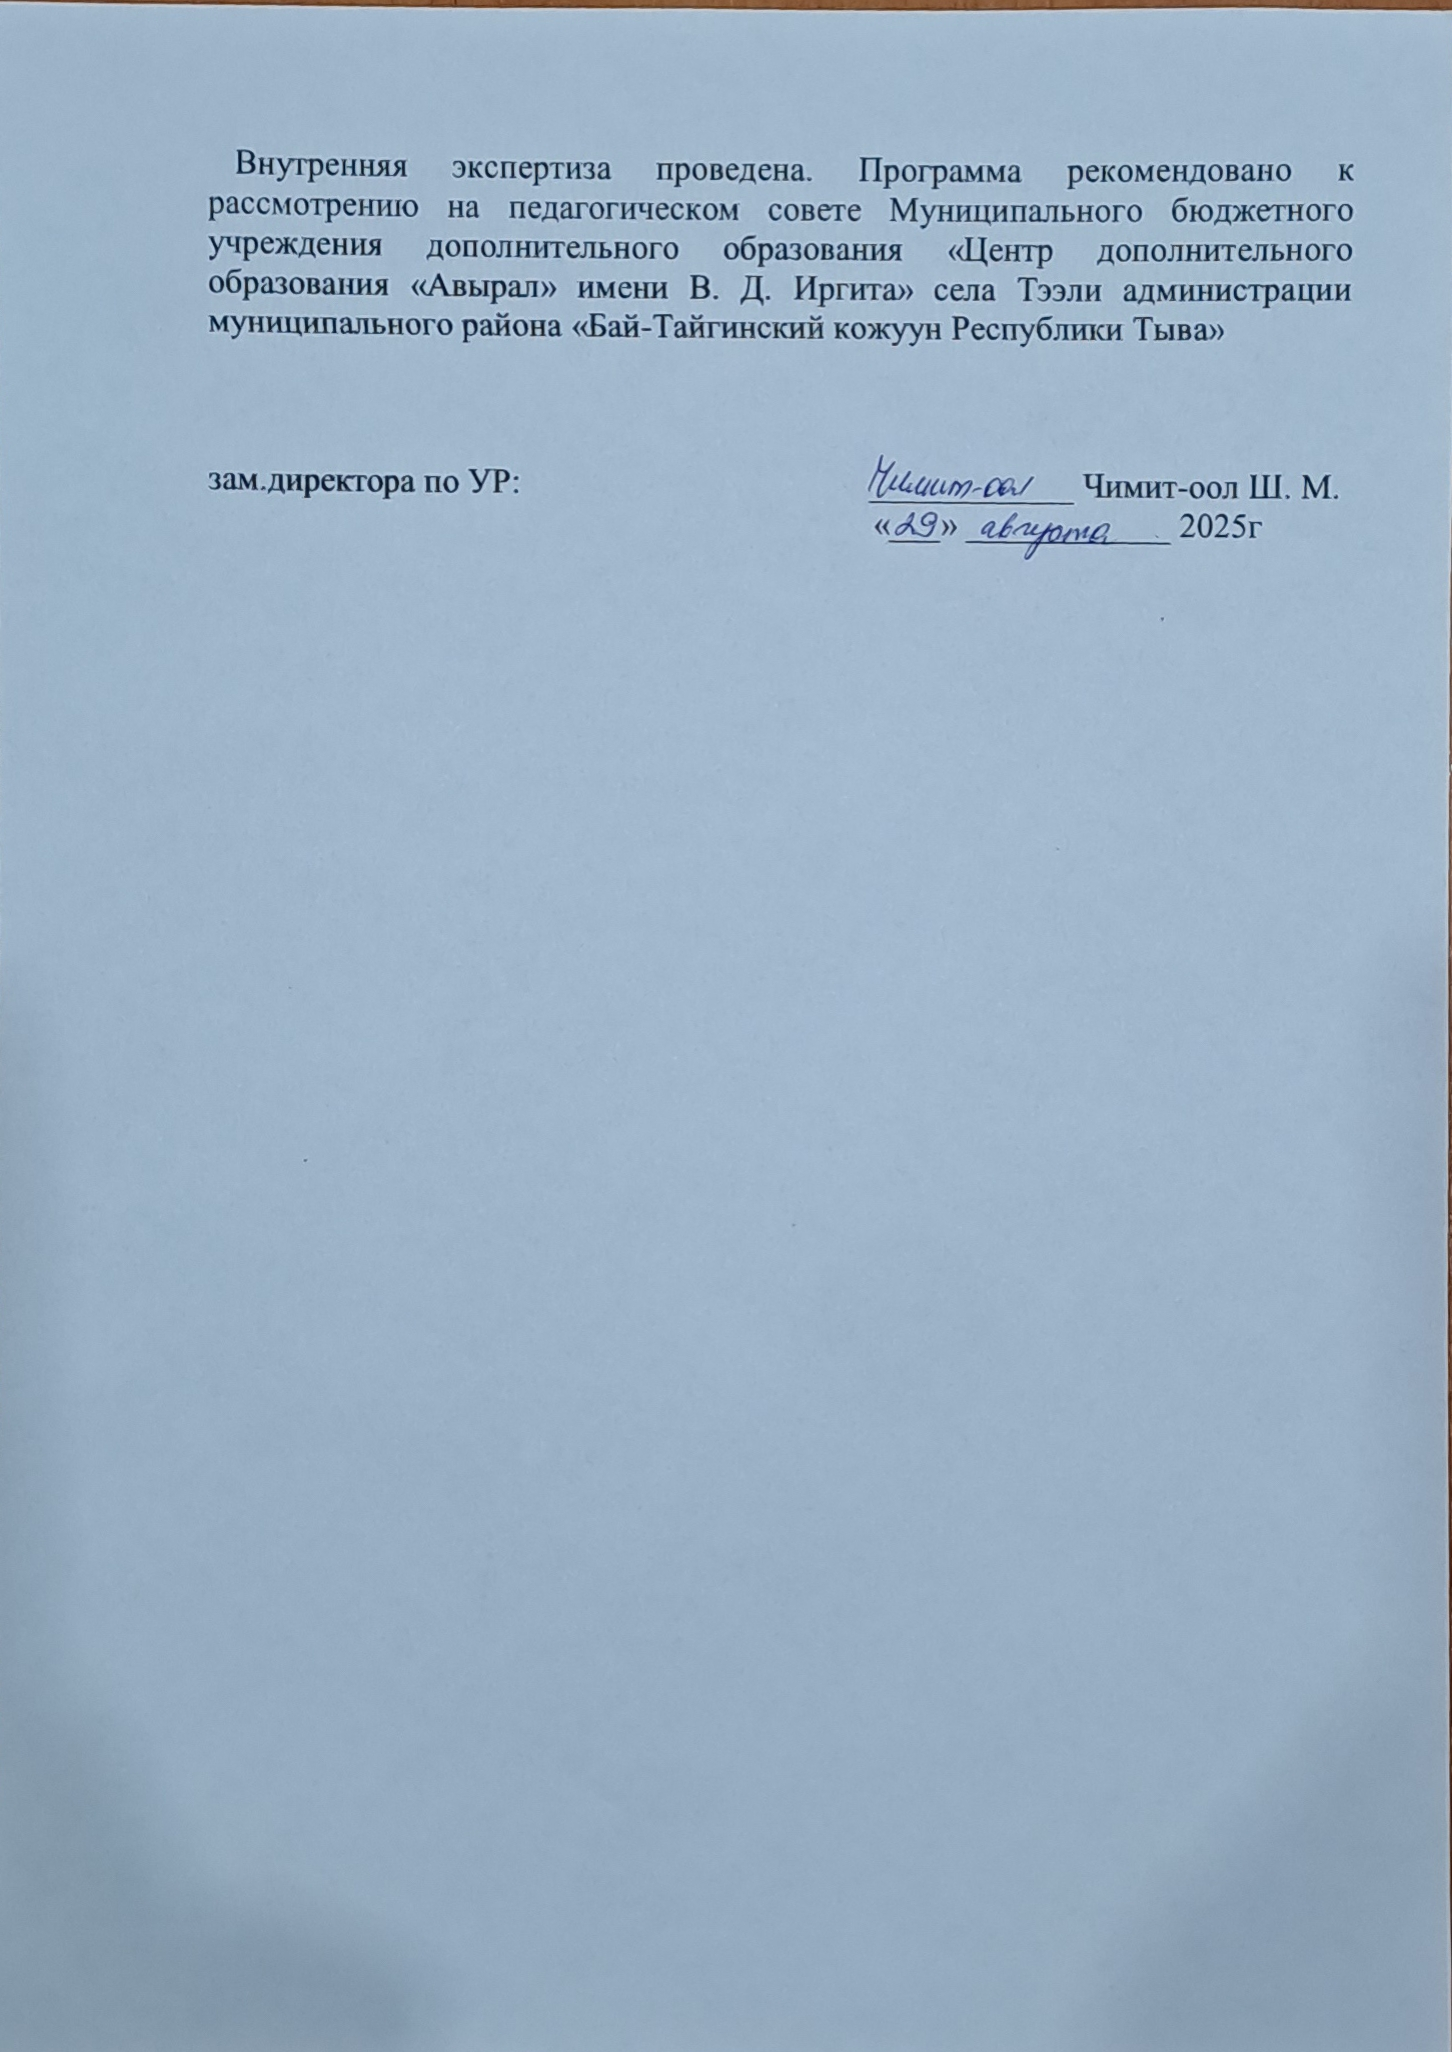 Внутренняя экспертиза проведена. Программа рекомендовано к
рассмотрению на педагогическом совете Муниципального бюджетного
учреждения дополнительного образования «Центр дополнительного
образования «Авырал» имени В. Д. Иргита» села Тээли администрации
муниципального района «Бай-Тайгинский кожуун Республики Тыва»
зам.директора по УР: Чимит-оол Чимит-оол Ш. М.
«29» августа 2025г